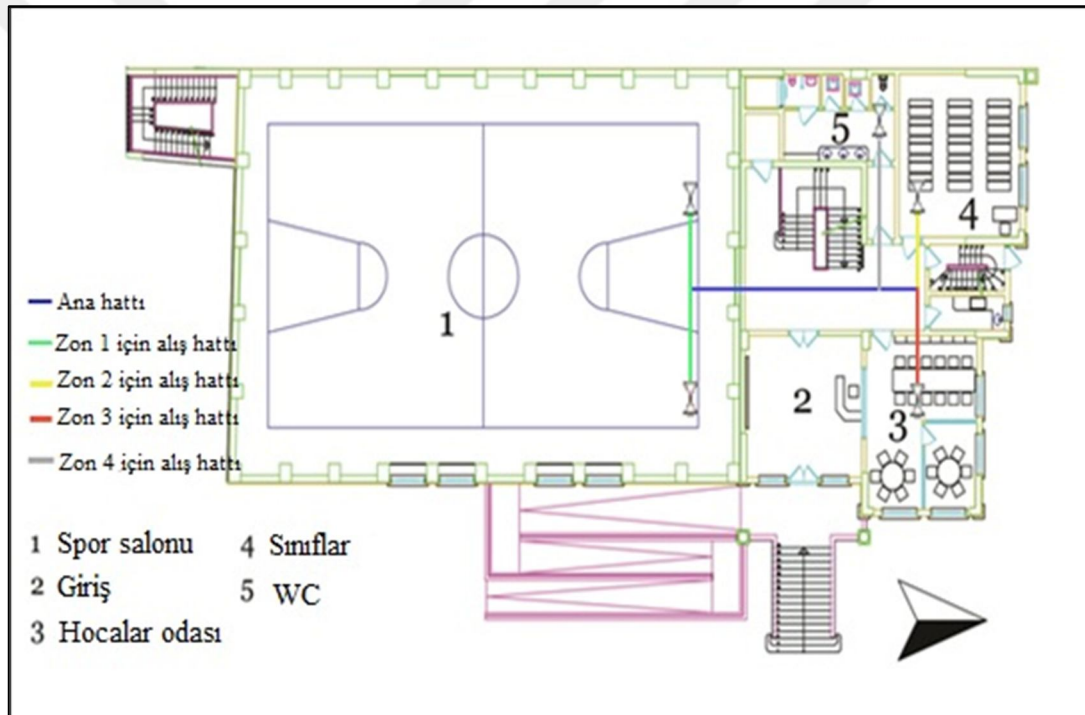 5
4
1
2
3
Ana hattı
Zon 1 için alış hattı
Zon 2 için alış hattı
Zon 3 için alış hattı
Zon 4 için alış hattı
1 Spor salonu
2 Giriş
3 Hocalar odası
4 Sınıflar
5 WC